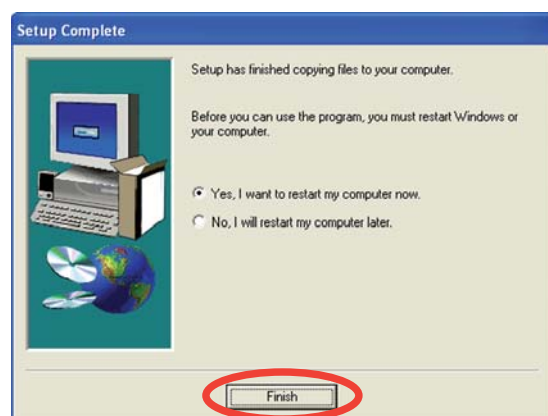 Setup Complete
Setup has finished copying files to your computer.
Before you can use the program, you must restart Windows or
your computer.
Yes, I want to restart my computer now.
No, I will restart my computer later.
Finish